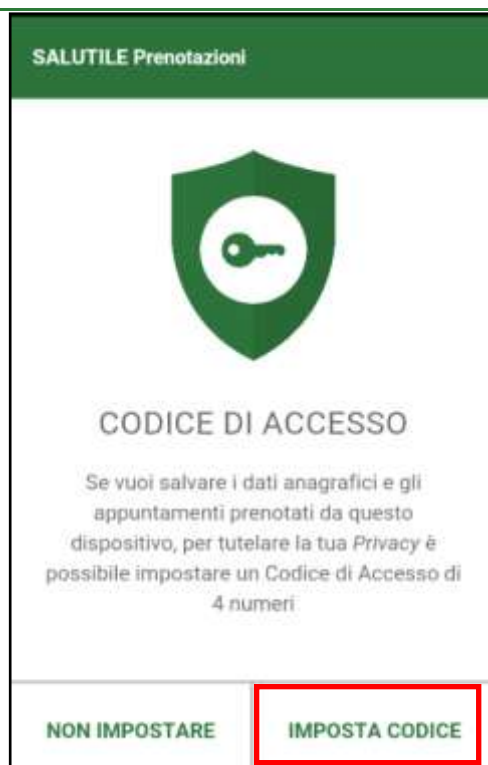 SALUTILE Prenotazioni
CODICE DI ACCESSO
Se vuoi salvare i dati anagrafici e gli
appuntamenti prenotati da questo
dispositivo, per tutelare la tua Privacy è
possibile impostare un Codice di Accesso di
4 numeri
NON IMPOSTARE IMPOSTA CODICE